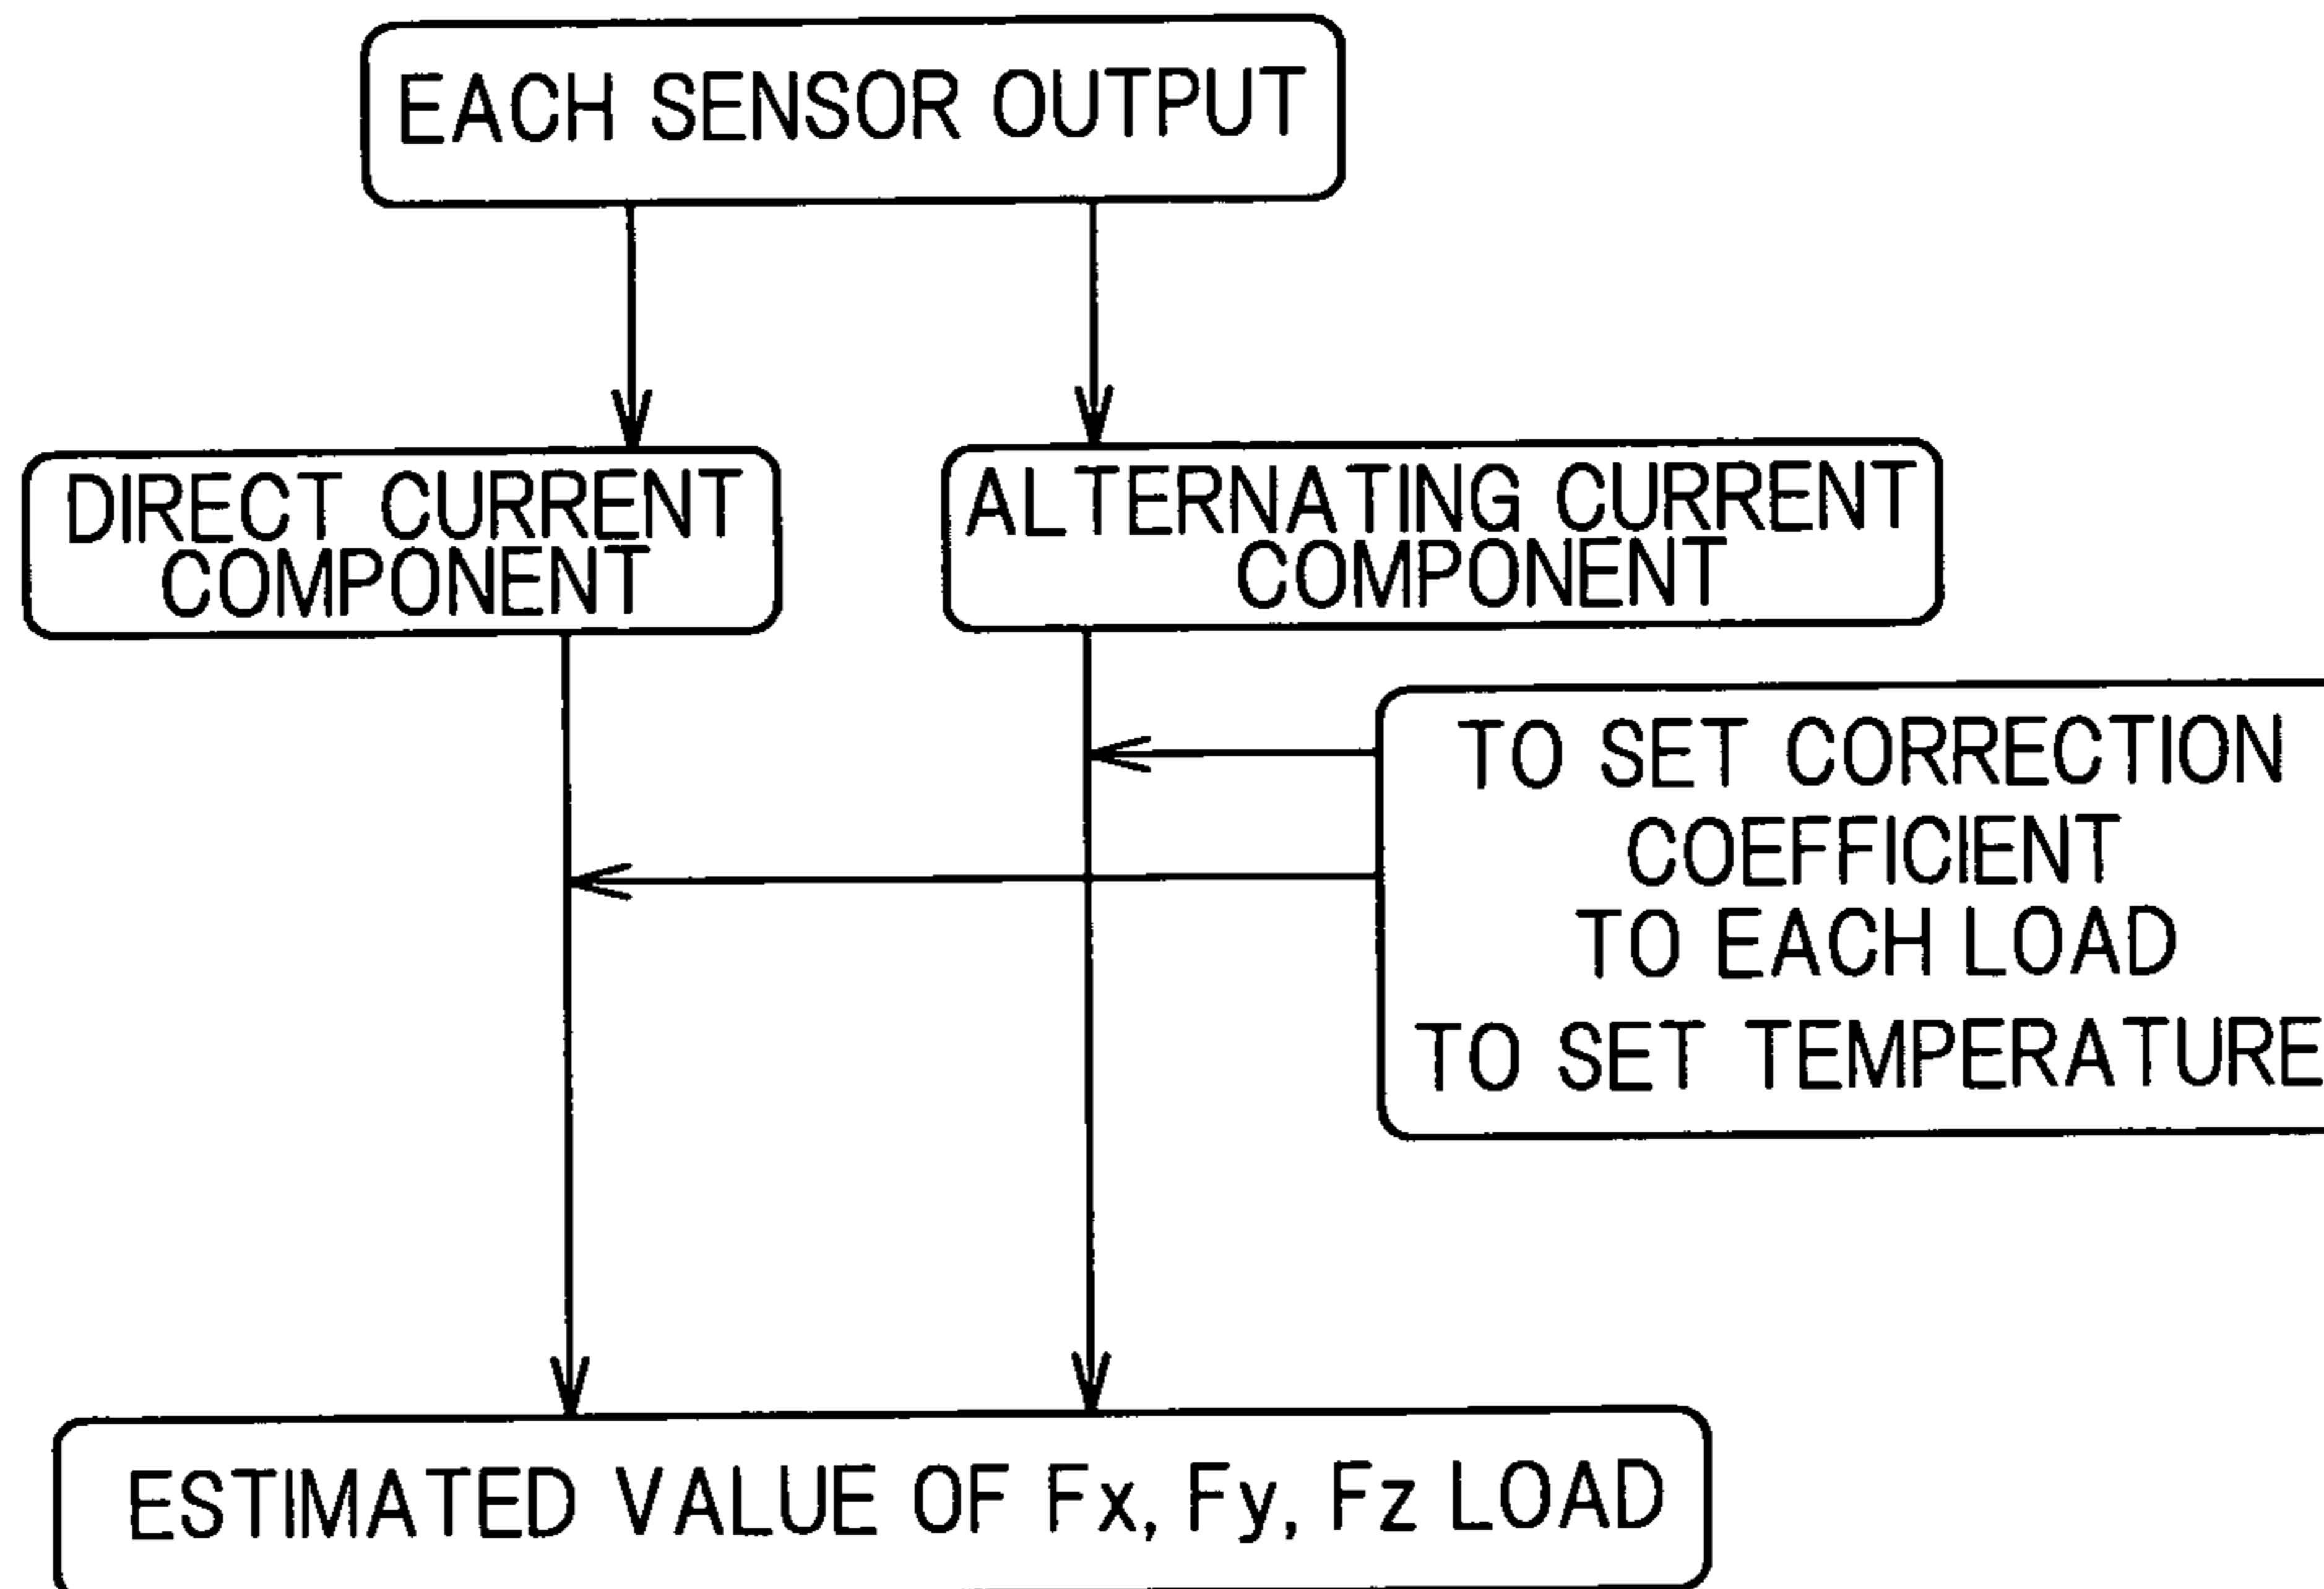 EACH SENSOR OUTPUT
DIRECT CURRENT
COMPONENT
ALTERNATING CURRENT
COMPONENT
TO SET CORRECTION
COEFFICIENT
TO EACH LOAD
TO SET TEMPERATURE
ESTIMATED VALUE OF Fx, Fy, Fz LOAD